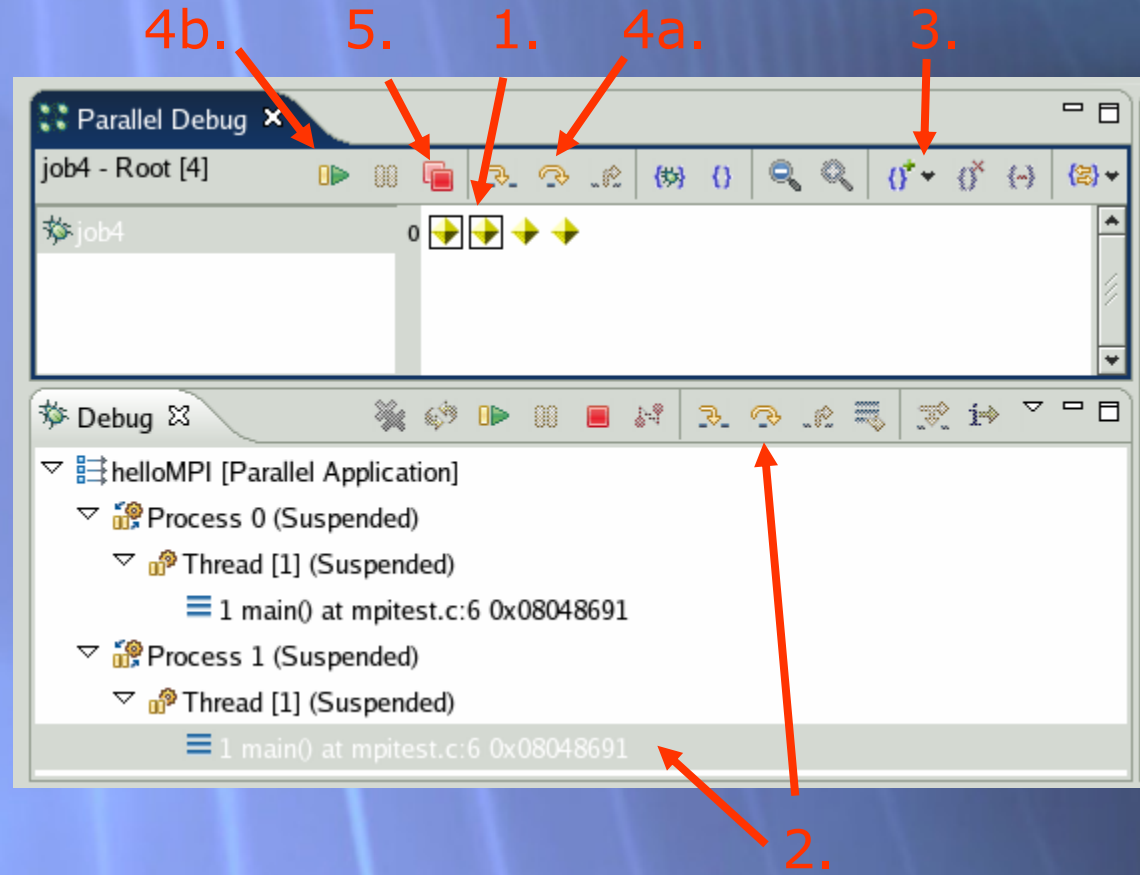 4b. 5. 1. 4a. 3.
Parallel Debug
job4 - Root [4]
job4 0
Debug
helloMPI [Parallel Application]
Process 0 (Suspended)
Thread [1] (Suspended)
1 main() at mpitest.c:6 0x08048691
Process 1 (Suspended)
Thread [1] (Suspended)
1 main() at mpitest.c:6 0x08048691
2.